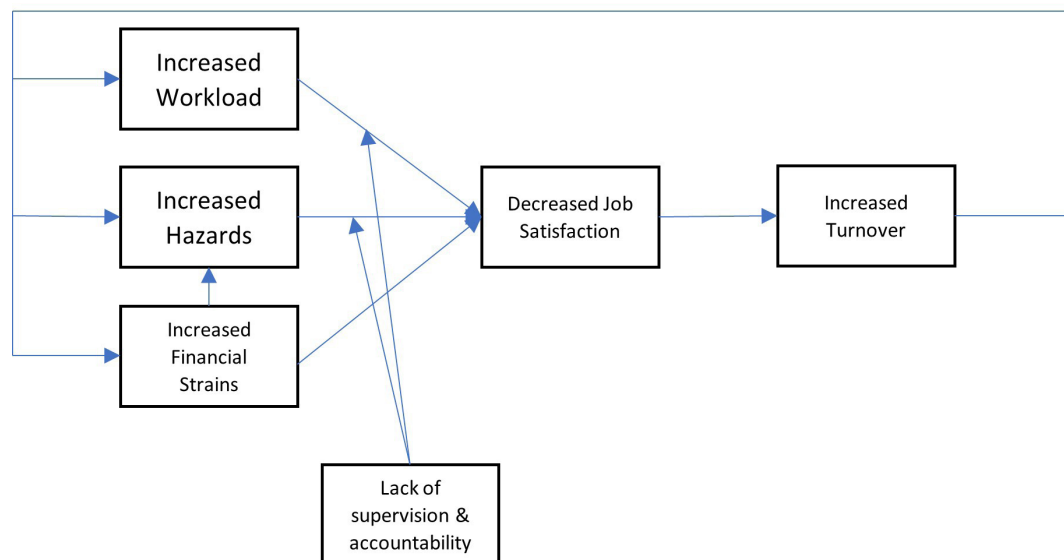 Increased
Workload
Increased
Hazards
Increased
Financial
Strains
Decreased Job
Satisfaction
Increased
Turnover
Lack of
supervision &
accountability